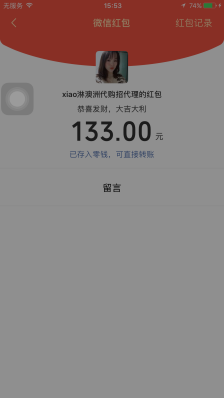 无服务 15:53 74%
微信红包 红包记录
xiao淋澳洲代购招代理的红包
恭喜发财、大吉大利
133.00 元
已存入零钱，可直接转账
留言